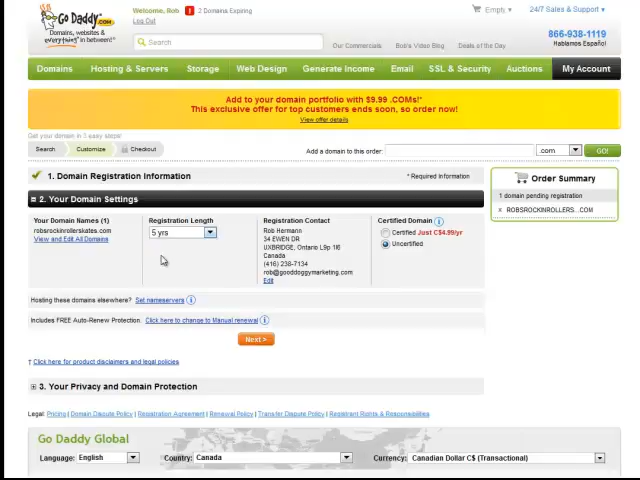 Go Daddy.COM
Domains, websites & everything* in between!™
Welcome, Rob
Log Out
! 2 Domains Expiring
Empty
24/7 Sales & Support
Search
Our Commercials
Bob's Video Blog
Deals of the Day
866-938-1119
Hablamos Español
Domains
Hosting & Servers
Storage
Web Design
Generate Income
Email
SSL & Security
Auctions
My Account
Add to your domain portfolio with $9.99 .COMs!*
This exclusive offer for top customers ends soon, so order now!
View offer details
Get your domain in 3 easy steps!
Search
Customize
Checkout
Add a domain to this order:
.com
GO!
1. Domain Registration Information
* Required Information
Order Summary
1 domain pending registration
x ROBSROCKINROLLERS...COM
2. Your Domain Settings
Your Domain Names (1)
robsrockinrollerskates.com
View and Edit All Domains
Registration Length
5 yrs
Registration Contact
Rob Hermann
34 EWEN DR
UXBRIDGE, Ontario L9p 1l6
Canada
(416) 238-7134
rob@gooddoggymarketing.com
Edit
Certified Domain
Certified Just C$4.99/yr
Uncertified
Hosting these domains elsewhere? Set nameservers
Includes FREE Auto-Renew Protection. Click here to change to Manual renewal
Next >
† Click here for product disclaimers and legal policies
3. Your Privacy and Domain Protection
Legal: Pricing | Domain Dispute Policy | Registration Agreement | Renewal Policy | Transfer Dispute Policy | Registrant Rights & Responsibilities
Go Daddy Global
Language: English
Country: Canada
Currency: Canadian Dollar C$ (Transactional)